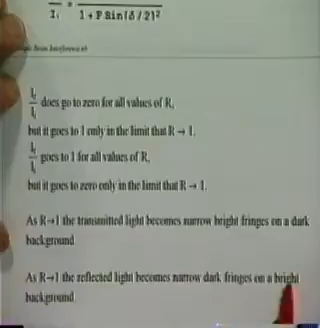 I_i = 1 + F Sin(δ/2)²
I_r/I_i does go to zero for all values of R,
but it goes to 1 only in the limit that R → 1.
I_t/I_i goes to 1 for all values of R,
but it goes to zero only in the limit that R → 1.
As R→1 the transmitted light becomes narrow bright fringes on a dark
background.
As R→1 the reflected light becomes narrow dark fringes on a bright
background.